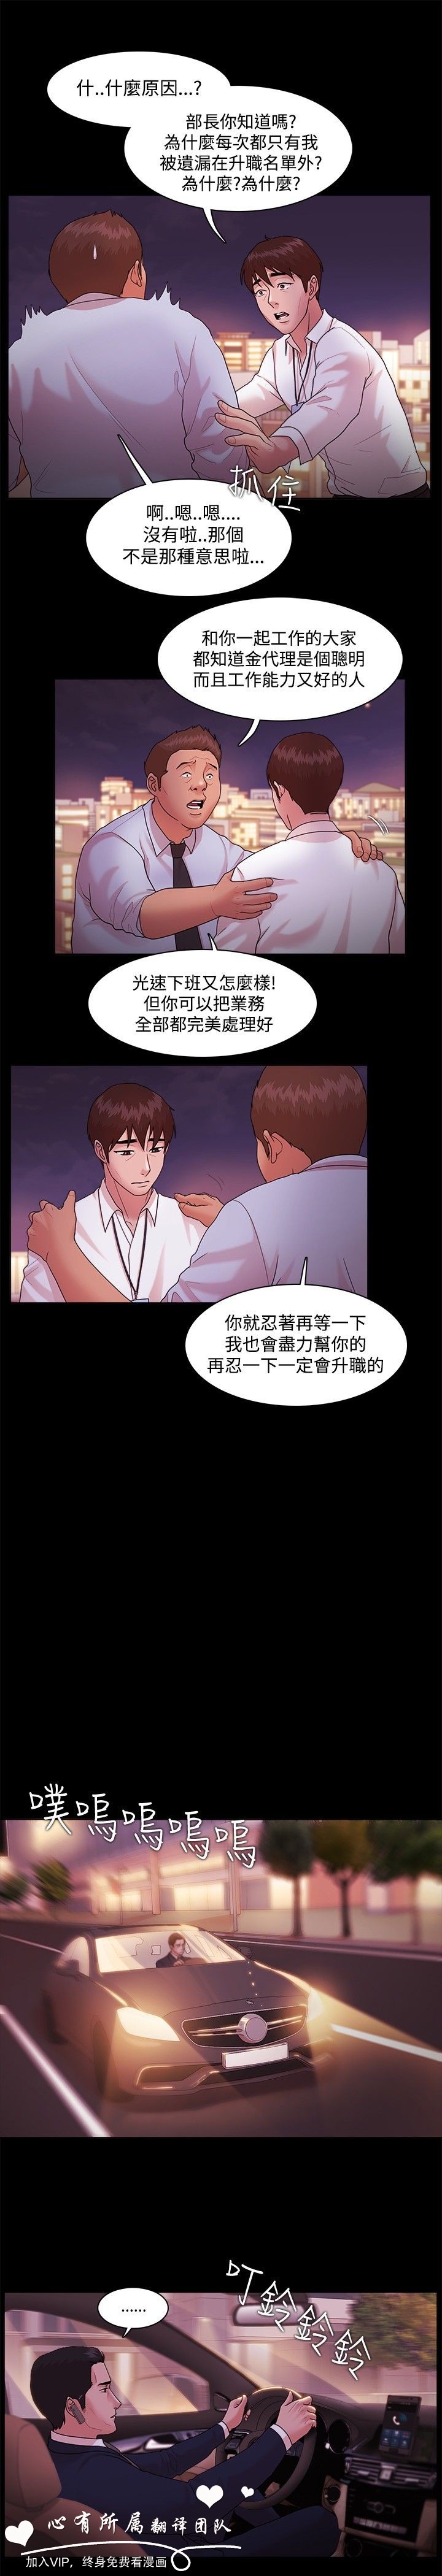 什..什麼原因...?
部長你知道嗎?
為什麼每次都只有我
被遺漏在升職名單外?
為什麼?為什麼?
抓住
啊..嗯..嗯....
沒有啦..那個
不是那種意思啦...
和你一起工作的大家
都知道金代理是個聰明
而且工作能力又好的人
光速下班又怎麼樣!
但你可以把業務
全部都完美處理好
你就忍著再等一下
我也會盡力幫你的
再忍一下一定會升職的
噗嗚嗚嗚嗚
叮鈴鈴鈴
......
心有所属翻译团队
加入VIP，终身免费看漫画